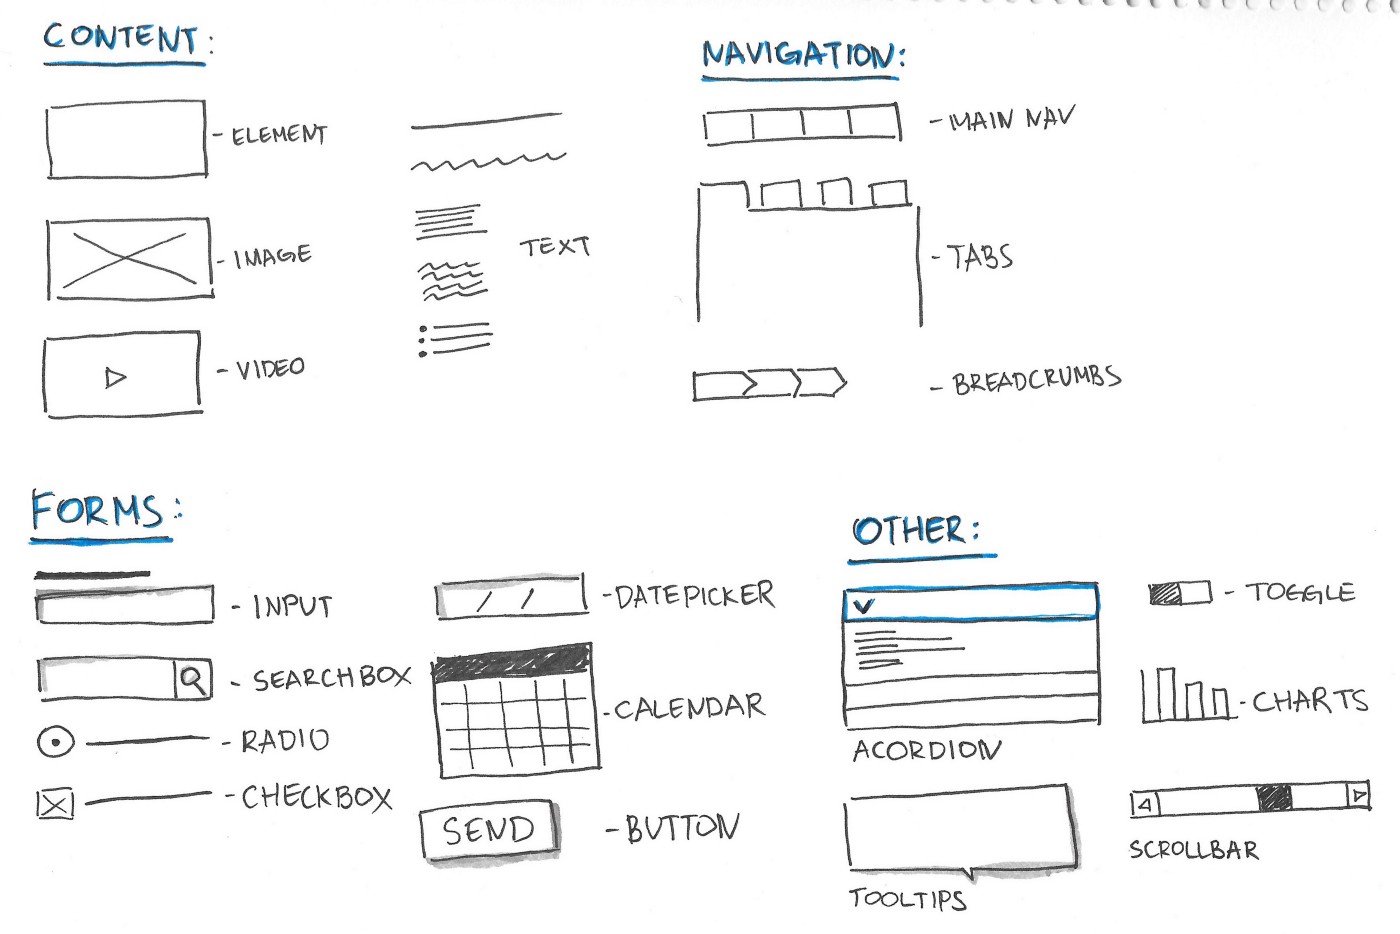 CONTENT:
- ELEMENT
- IMAGE
- VIDEO
TEXT
NAVIGATION:
- MAIN NAV
- TABS
- BREADCRUMBS
FORMS:
- INPUT
- SEARCHBOX
- RADIO
- CHECKBOX
- DATEPICKER
- CALENDAR
SEND
- BUTTON
OTHER:
ACORDION
TOOLTIPS
- TOGGLE
- CHARTS
SCROLLBAR